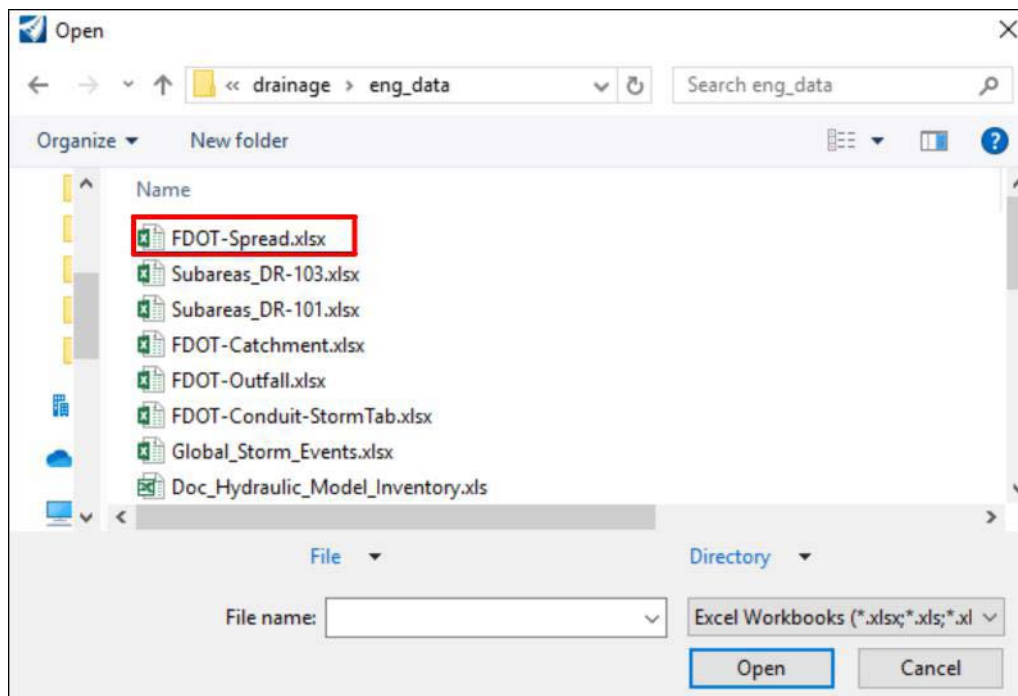 Open
« drainage > eng_data
Search eng_data
Organize
New folder
Name
FDOT-Spread.xlsx
Subareas_DR-103.xlsx
Subareas_DR-101.xlsx
FDOT-Catchment.xlsx
FDOT-Outfall.xlsx
FDOT-Conduit-StormTab.xlsx
Global_Storm_Events.xlsx
Doc_Hydraulic_Model_Inventory.xls
File
Directory
File name:
Excel Workbooks (*.xlsx;*.xls;*.xl
Open
Cancel